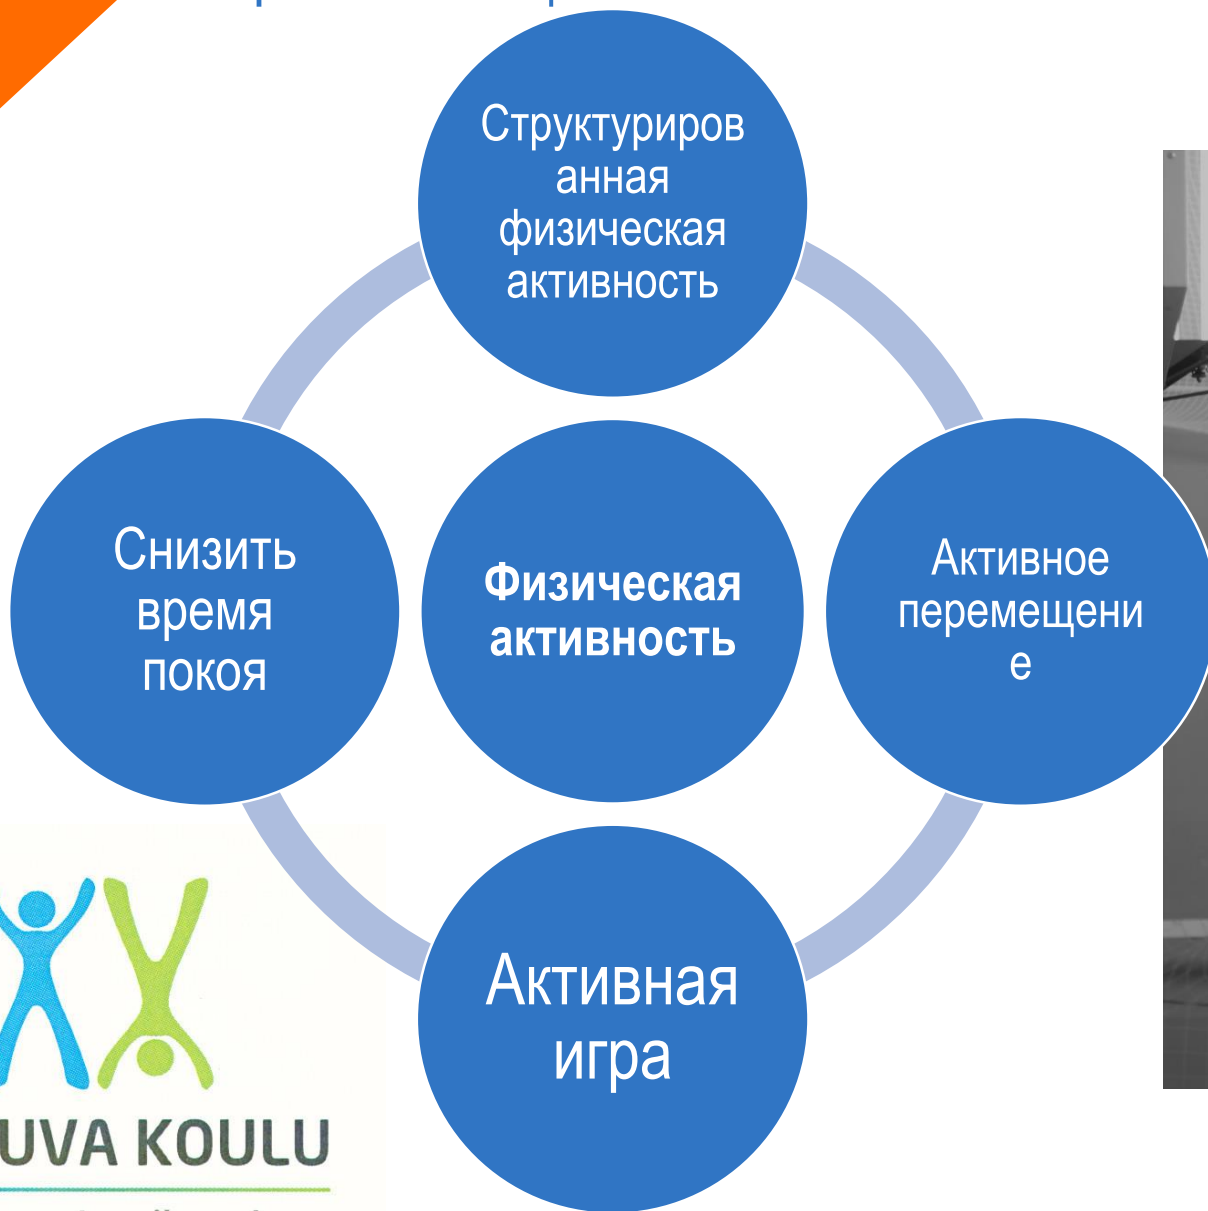 Структуриров
анная
физическая
активность
Снизить
время
покоя
Физическая
активность
Активное
перемещени
е
Активная
игра
UVA KOULU